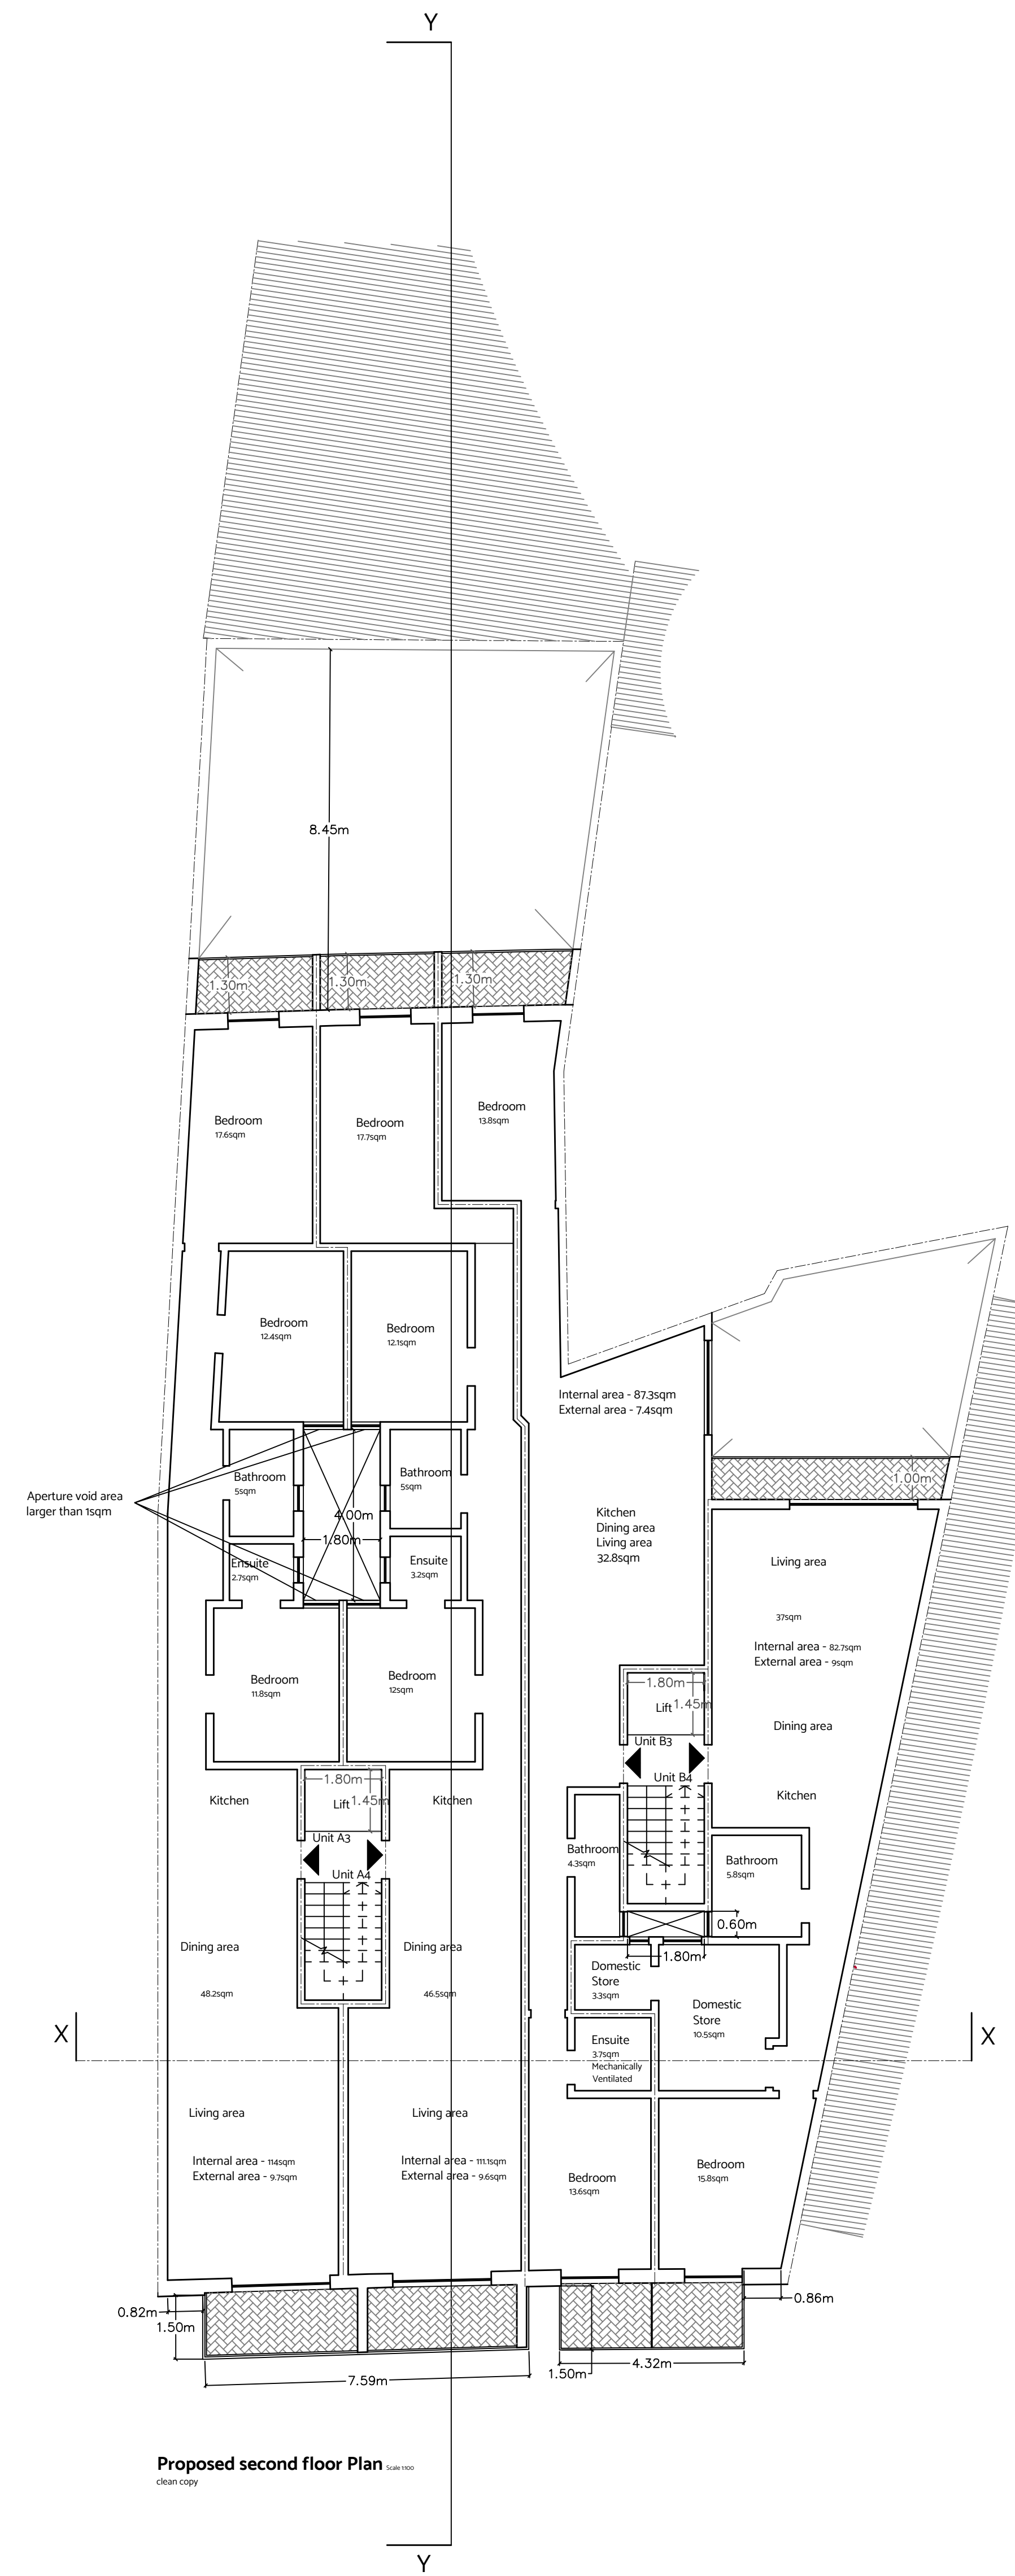 Y
8.45m
1.30m
1.30m
1.30m
Bedroom
17.6sqm
Bedroom
17.7sqm
Bedroom
13.8sqm
Bedroom
12.4sqm
Bedroom
12.1sqm
Internal area - 87.3sqm
External area - 7.4sqm
Aperture void area
larger than 1sqm
Bathroom
5sqm
Bathroom
5sqm
4.00m
1.80m
Ensuite
2.7sqm
Ensuite
3.2sqm
Kitchen
Dining area
Living area
32.8sqm
1.00m
Living area
37sqm
Internal area - 82.7sqm
External area - 9sqm
Bedroom
11.8sqm
Bedroom
12sqm
1.80m
Lift
1.45m
Dining area
Unit B3
Unit B4
Kitchen
Kitchen
1.80m
Lift
1.45m
Kitchen
Unit A3
Unit A4
Bathroom
4.3sqm
Bathroom
5.8sqm
0.60m
1.80m
Dining area
48.2sqm
Dining area
46.5sqm
Domestic
Store
3.3sqm
Domestic
Store
10.5sqm
X
X
Ensuite
3.7sqm
Mechanically
Ventilated
Living area
Living area
Internal area - 114sqm
External area - 9.7sqm
Internal area - 111.1sqm
External area - 9.6sqm
Bedroom
13.6sqm
Bedroom
15.8sqm
0.82m
1.50m
7.59m
1.50m
4.32m
0.86m
Proposed second floor Plan Scale 1:100
clean copy
Y